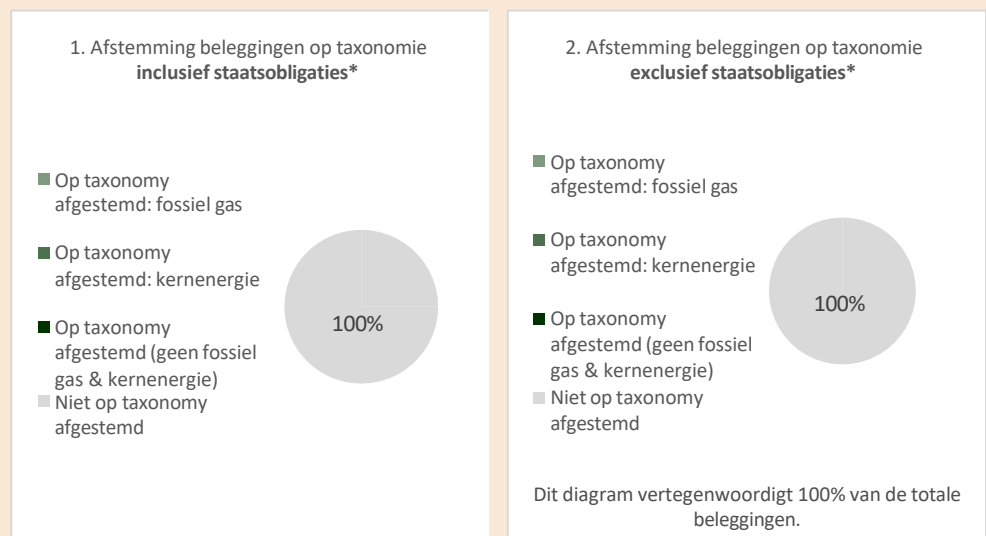 1. Afstemming beleggingen op taxonomie
inclusief staatsobligaties*
Op taxonomy
afgestemd: fossiel gas
Op taxonomy
afgestemd: kernenergie
Op taxonomy
afgestemd (geen fossiel
gas & kernenergie)
Niet op taxonomy
afgestemd
100%
2. Afstemming beleggingen op taxonomie
exclusief staatsobligaties*
Op taxonomy
afgestemd: fossiel gas
Op taxonomy
afgestemd: kernenergie
Op taxonomy
afgestemd (geen fossiel
gas & kernenergie)
Niet op taxonomy
afgestemd
100%
Dit diagram vertegenwoordigt 100% van de totale
beleggingen.